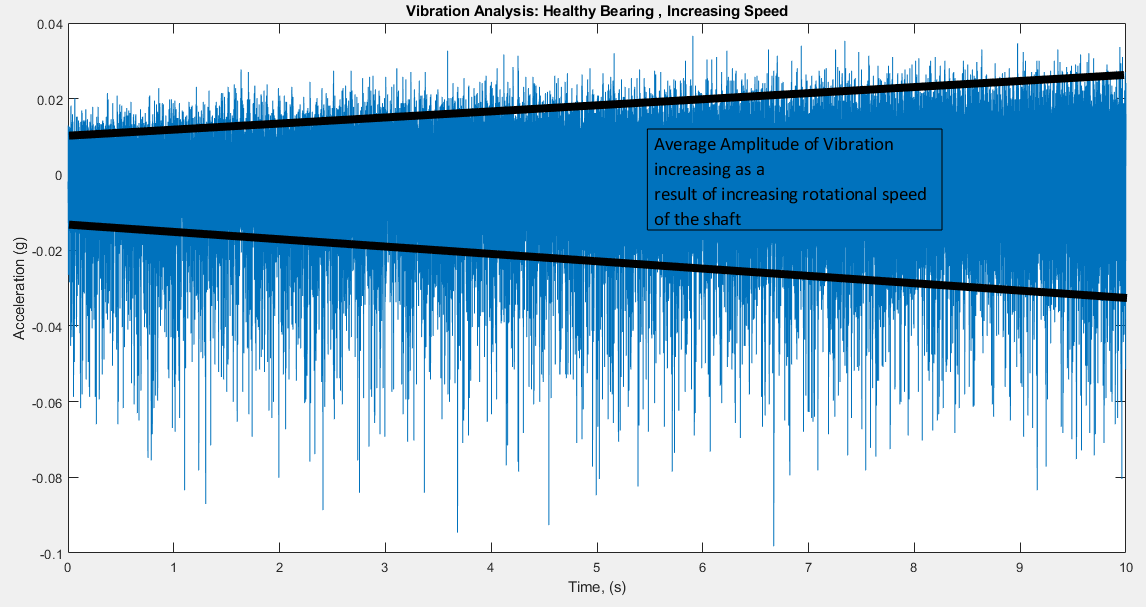 Vibration Analysis: Healthy Bearing , Increasing Speed
0.04
0.02
0
-0.02
-0.04
-0.06
-0.08
-0.1
Acceleration (g)
Average Amplitude of Vibration
increasing as a
result of increasing rotational speed
of the shaft
0 1 2 3 4 5 6 7 8 9 10
Time, (s)